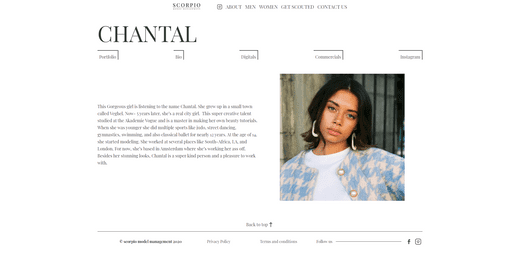 SCORPIO
ABOUT MEN WOMEN GET SCOUTED CONTACT US
CHANTAL
Portfolio Bio Digitals Commercials Instagram
This Gorgeous girl is listening to the name Chantal. She grew up in a small town
called Veghel. Now- 3 years later, she's a real city girl. This super creative talent
studied at the Akademie Vogue and is a master in making her own beauty tutorials.
When she was younger she did multiple sports like Judo, street dancing,
gymnastics, swimming, and also classical ballet for nearly 12 years. At the age of 14
she started modeling. She worked at several places like South-Africa, LA, and
London. For now, she's based in Amsterdam where she's working her ass off.
Besides her stunning looks, Chantal is a super kind person and a pleasure to work
with.
Back to top
© scorpio model management 2020 Privacy Policy Terms and conditions Follow us